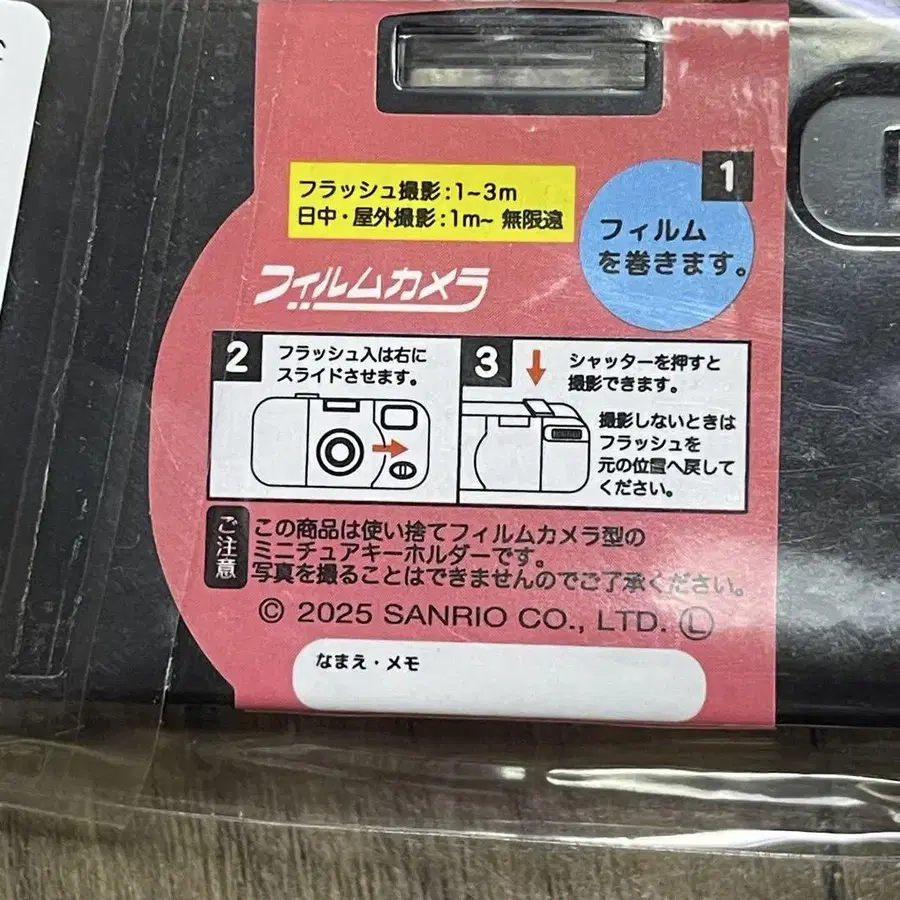 フラッシュ撮影:1~3m
日中・屋外撮影:1m~ 無限遠
1
フィルム
を巻きます。
フィルムカメラ
2
フラッシュ入は右に
スライドさせます。
3
シャッターを押すと
撮影できます。
撮影しないときは
フラッシュを
元の位置へ戻して
ください。
ご注意
この商品は使い捨てフィルムカメラ型の
ミニチュアキーホルダーです。
写真を撮ることはできませんのでご了承ください。
© 2025 SANRIO CO., LTD. Ⓛ
なまえ・メモ